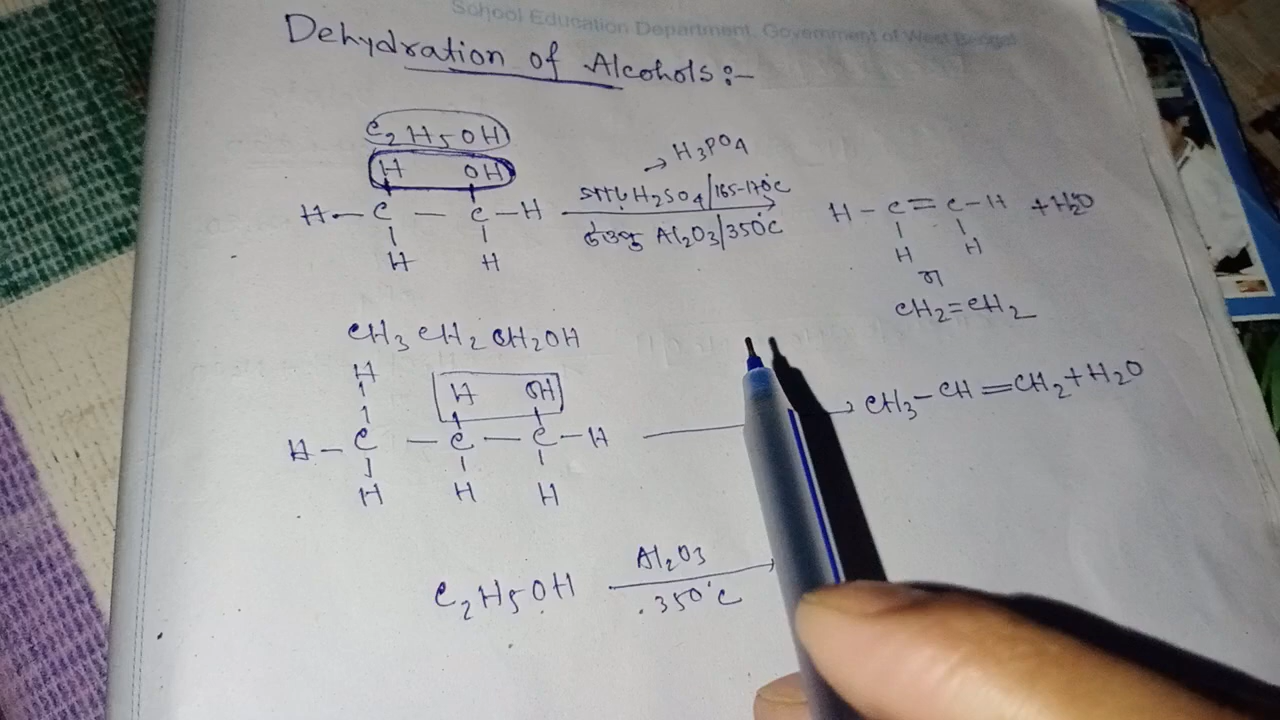 School Education Department, Government of West Bengal
Dehydration of Alcohols :-
C2H5OH
H OH
→ H3PO4
গাঢ় H2SO4/165-170°C
H - C - C - H
H - C = C - H + H2O
উত্তপ্ত Al2O3/350°C
H H
H H
বা
CH2=CH2
CH3 CH2 CH2OH
H
H OH
CH3 - CH = CH2 + H2O
H - C - C - C - H
H H H
Al2O3
C2H5OH
350°C